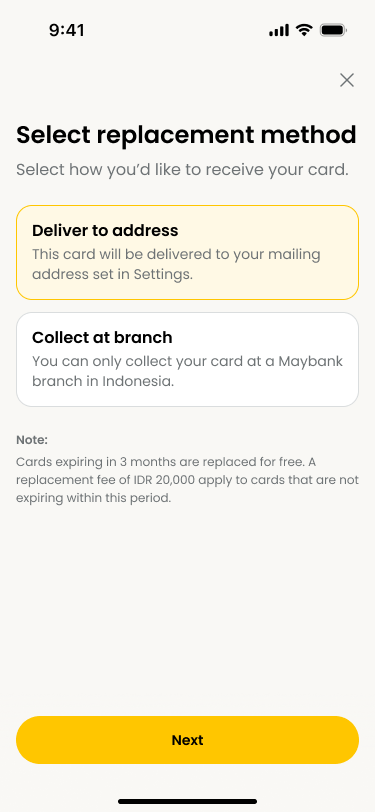 9:41
Select replacement method
Select how you’d like to receive your card.
Deliver to address
This card will be delivered to your mailing
address set in Settings.
Collect at branch
You can only collect your card at a Maybank
branch in Indonesia.
Note:
Cards expiring in 3 months are replaced for free. A
replacement fee of IDR 20,000 apply to cards that are not
expiring within this period.
Next